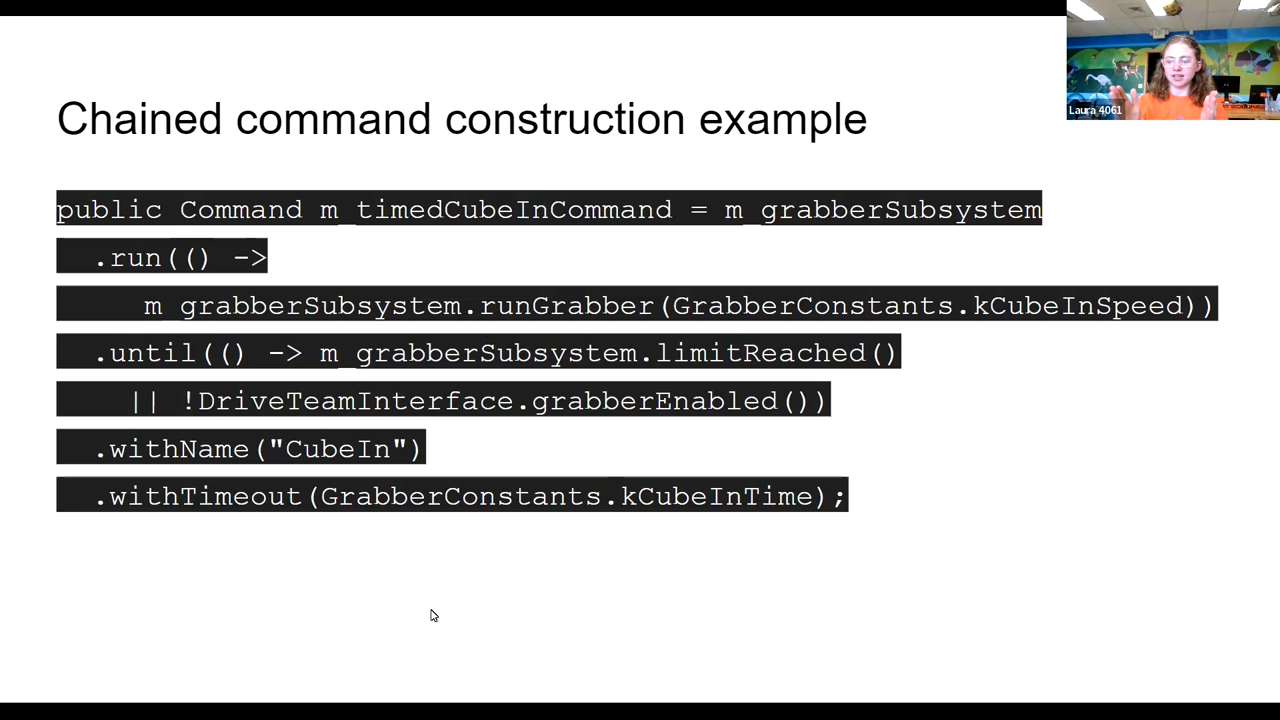 Chained command construction example
Laura 4061
public Command m_timedCubeInCommand = m_grabberSubsystem
.run(() ->
m_grabberSubsystem.runGrabber(GrabberConstants.kCubeInSpeed))
.until(() -> m_grabberSubsystem.limitReached()
|| !DriveTeamInterface.grabberEnabled())
.withName("CubeIn")
.withTimeout(GrabberConstants.kCubeInTime);